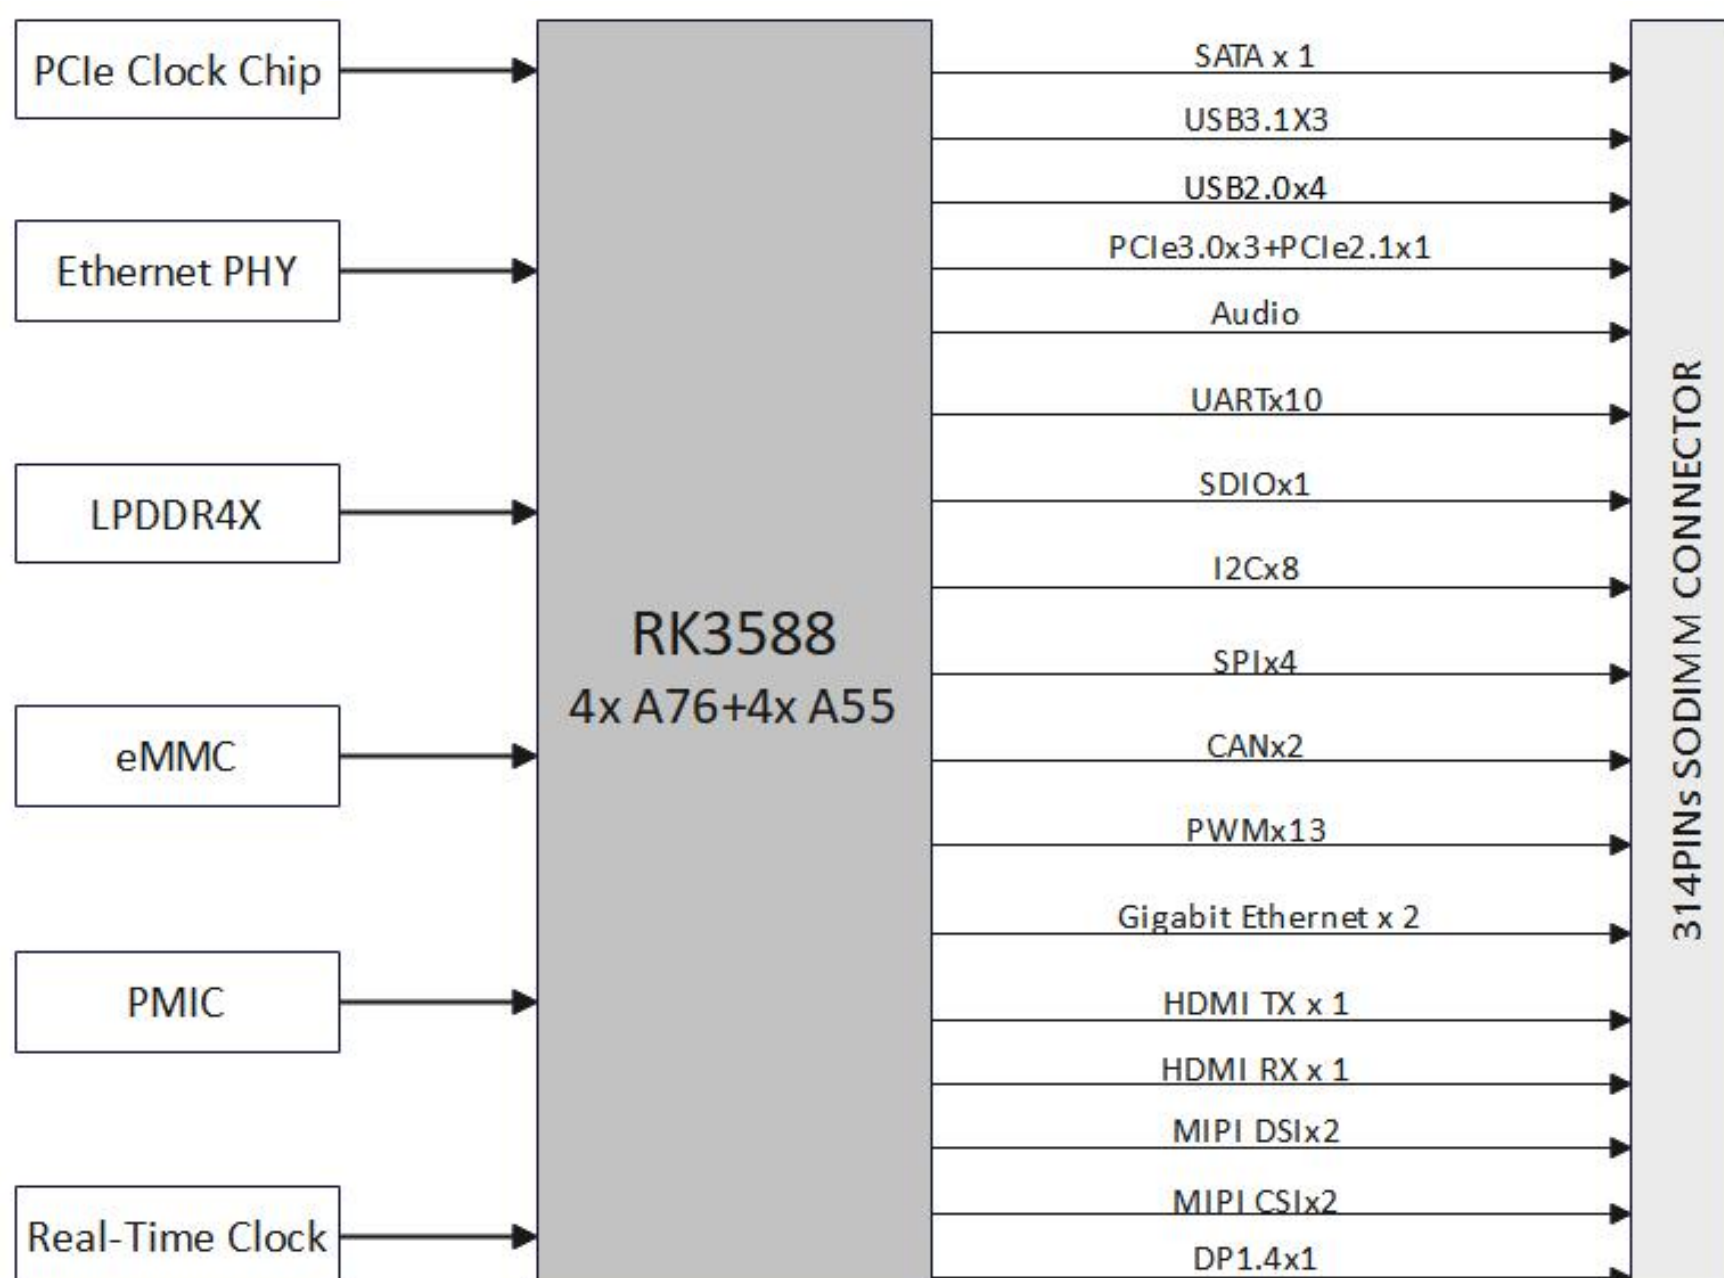 PCIe Clock Chip
Ethernet PHY
LPDDR4X
eMMC
PMIC
Real-Time Clock
RK3588
4x A76+4x A55
SATA x 1
USB3.1X3
USB2.0x4
PCIe3.0x3+PCIe2.1x1
Audio
UARTx10
SDIOx1
I2Cx8
SPIx4
CANx2
PWMx13
Gigabit Ethernet x 2
HDMI TX x 1
HDMI RX x 1
MIPI DSIx2
MIPI CSIx2
DP1.4x1
314PINs SODIMM CONNECTOR